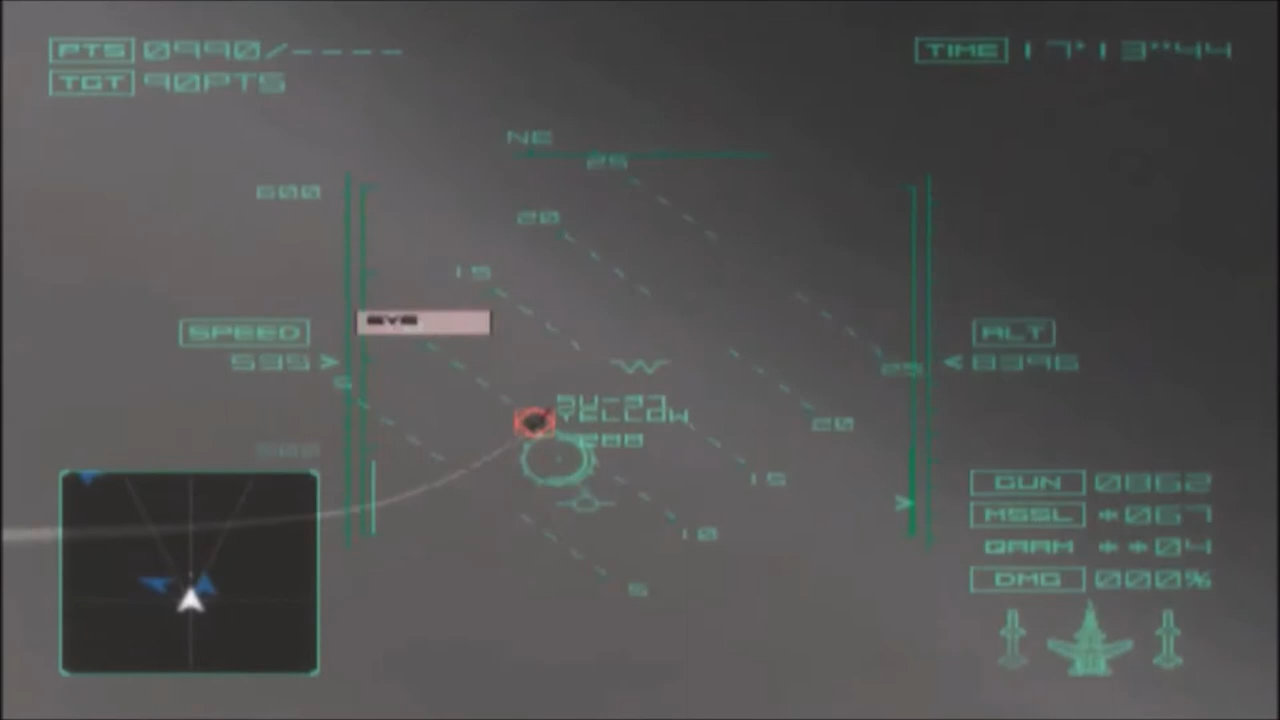 PTS 0990/----
TGT 90PTS
TIME 17'13"44
NE
25
600
20
15
SPEED
595 >
ALT
< 8396
SU-37
YELLOW
25
20
15
10
5
GUN 0862
MSSL *067
QAAM **04
DMG 000%